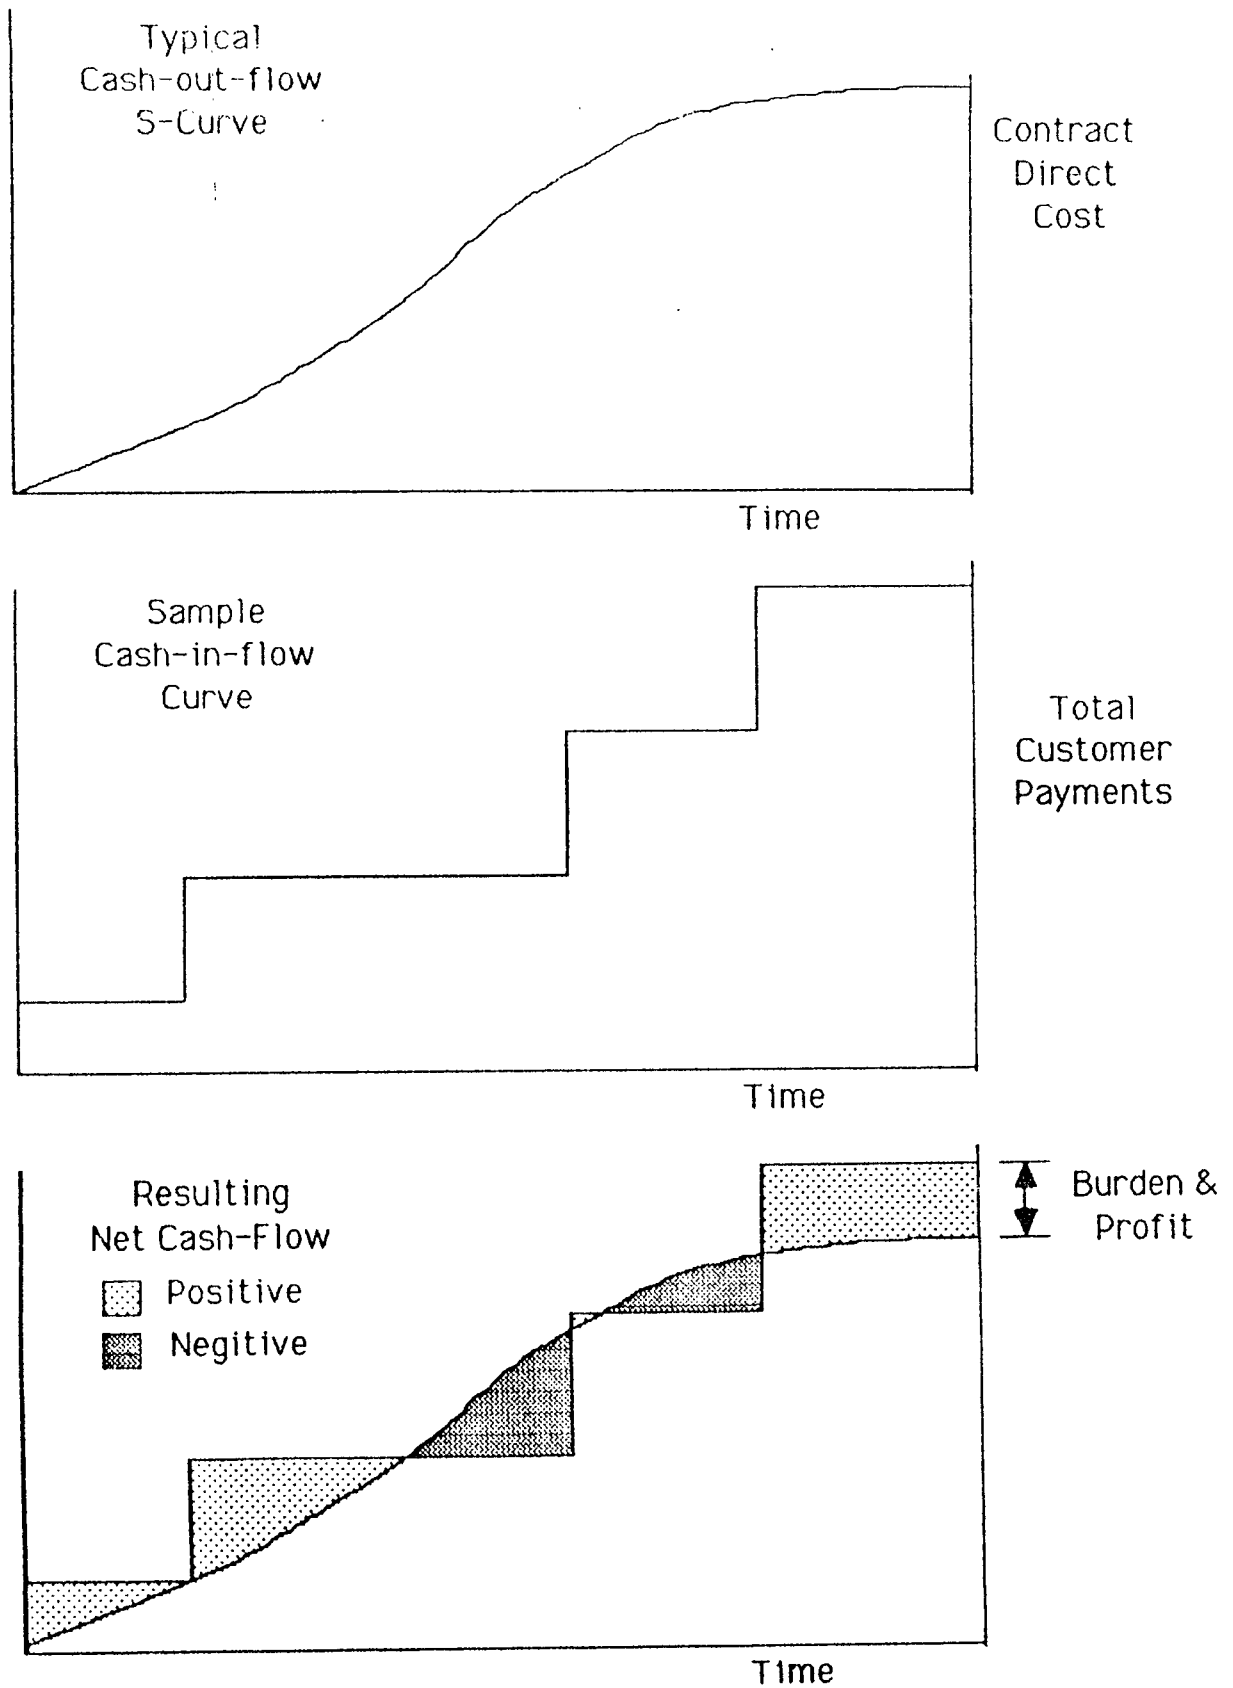 Typical
Cash-out-flow
S-Curve
Contract
Direct
Cost
Time
Sample
Cash-in-flow
Curve
Total
Customer
Payments
Time
Resulting
Net Cash-Flow
Positive
Negitive
Burden &
Profit
Time